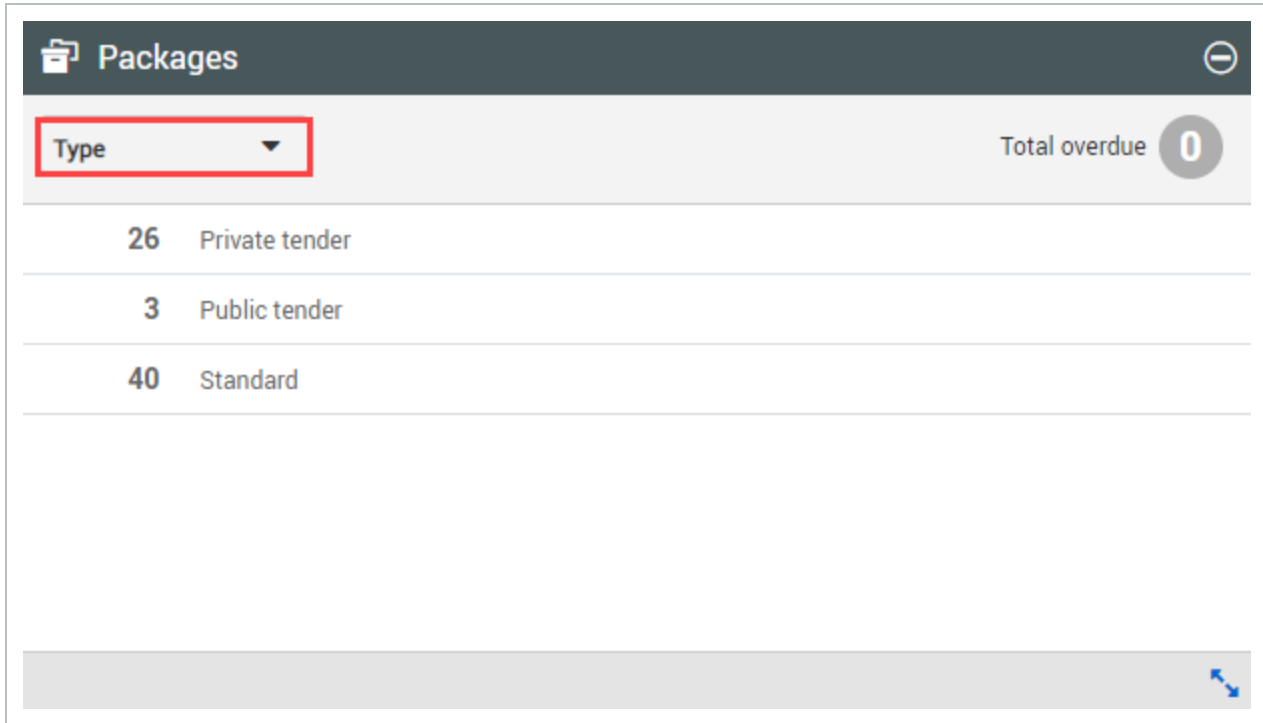 Packages
Type
Total overdue 0
26 Private tender
3 Public tender
40 Standard